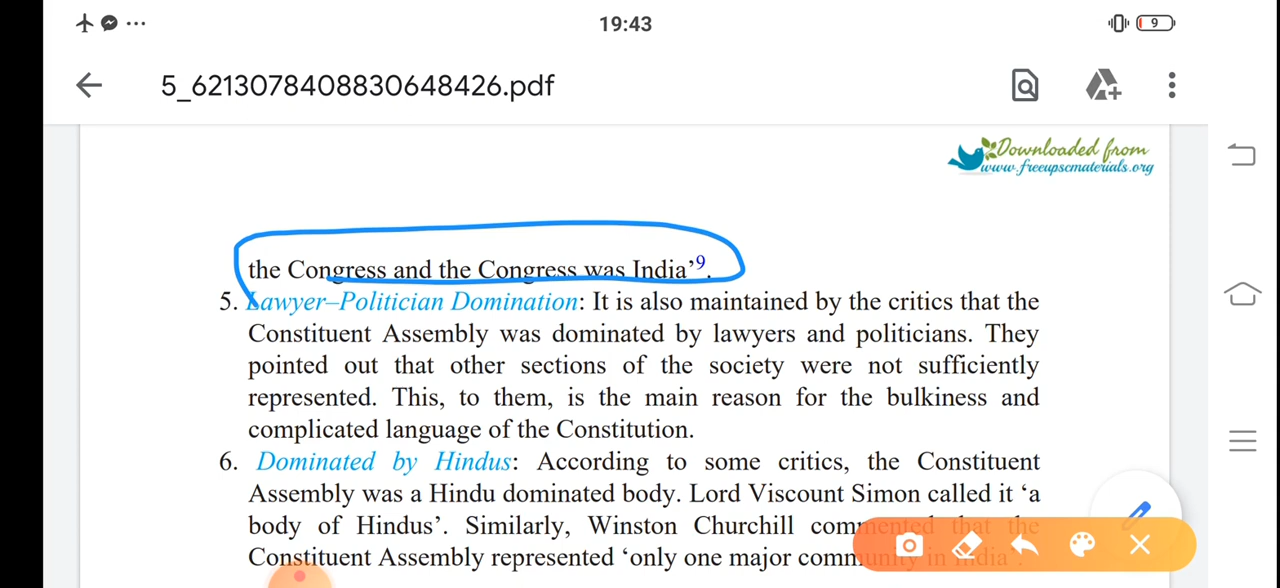 19:43
9
5_6213078408830648426.pdf
Downloaded from
www.freeupscmaterials.org
the Congress and the Congress was India’9.
5. Lawyer–Politician Domination: It is also maintained by the critics that the
Constituent Assembly was dominated by lawyers and politicians. They
pointed out that other sections of the society were not sufficiently
represented. This, to them, is the main reason for the bulkiness and
complicated language of the Constitution.
6. Dominated by Hindus: According to some critics, the Constituent
Assembly was a Hindu dominated body. Lord Viscount Simon called it ‘a
body of Hindus’. Similarly, Winston Churchill commented that the
Constituent Assembly represented ‘only one major community in India’.